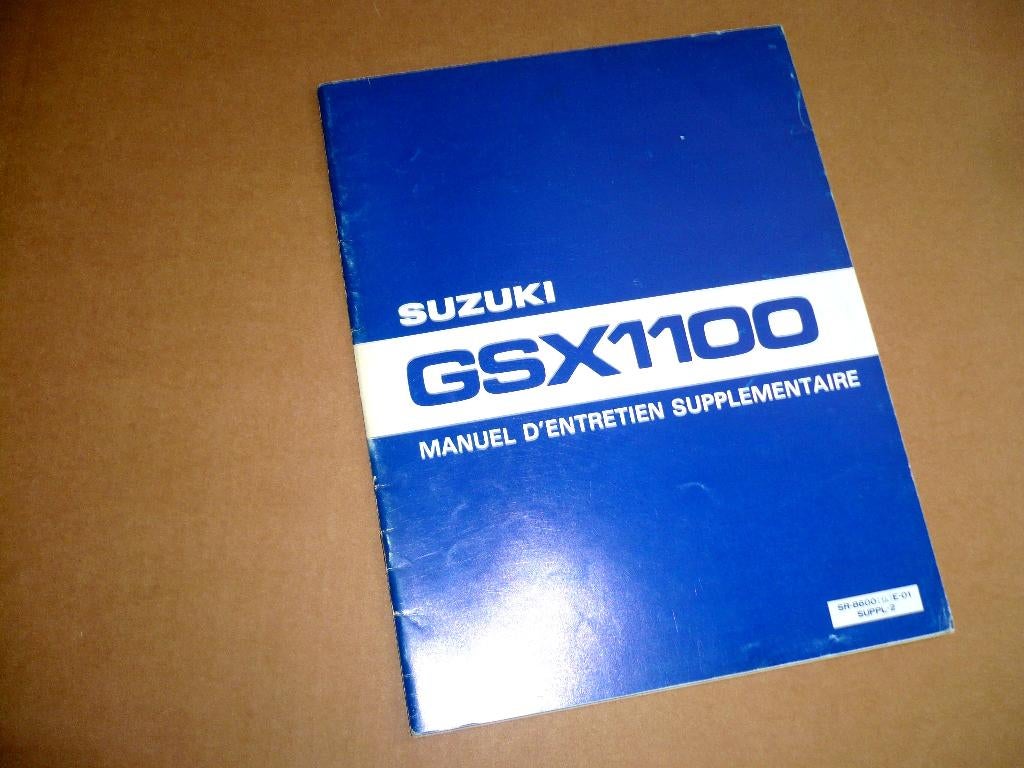 SUZUKI
GSX1100
MANUEL D'ENTRETIEN SUPPLEMENTAIRE
SUPPL-2